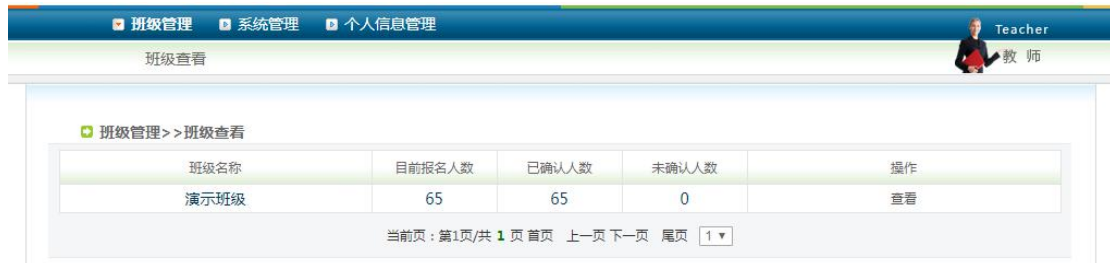 班级管理 系统管理 个人信息管理
Teacher
班级查看
教 师
班级管理>>班级查看
班级名称 目前报名人数 已确认人数 未确认人数 操作
演示班级 65 65 0 查看
当前页：第1页/共 1 页 首页 上一页 下一页 尾页 1